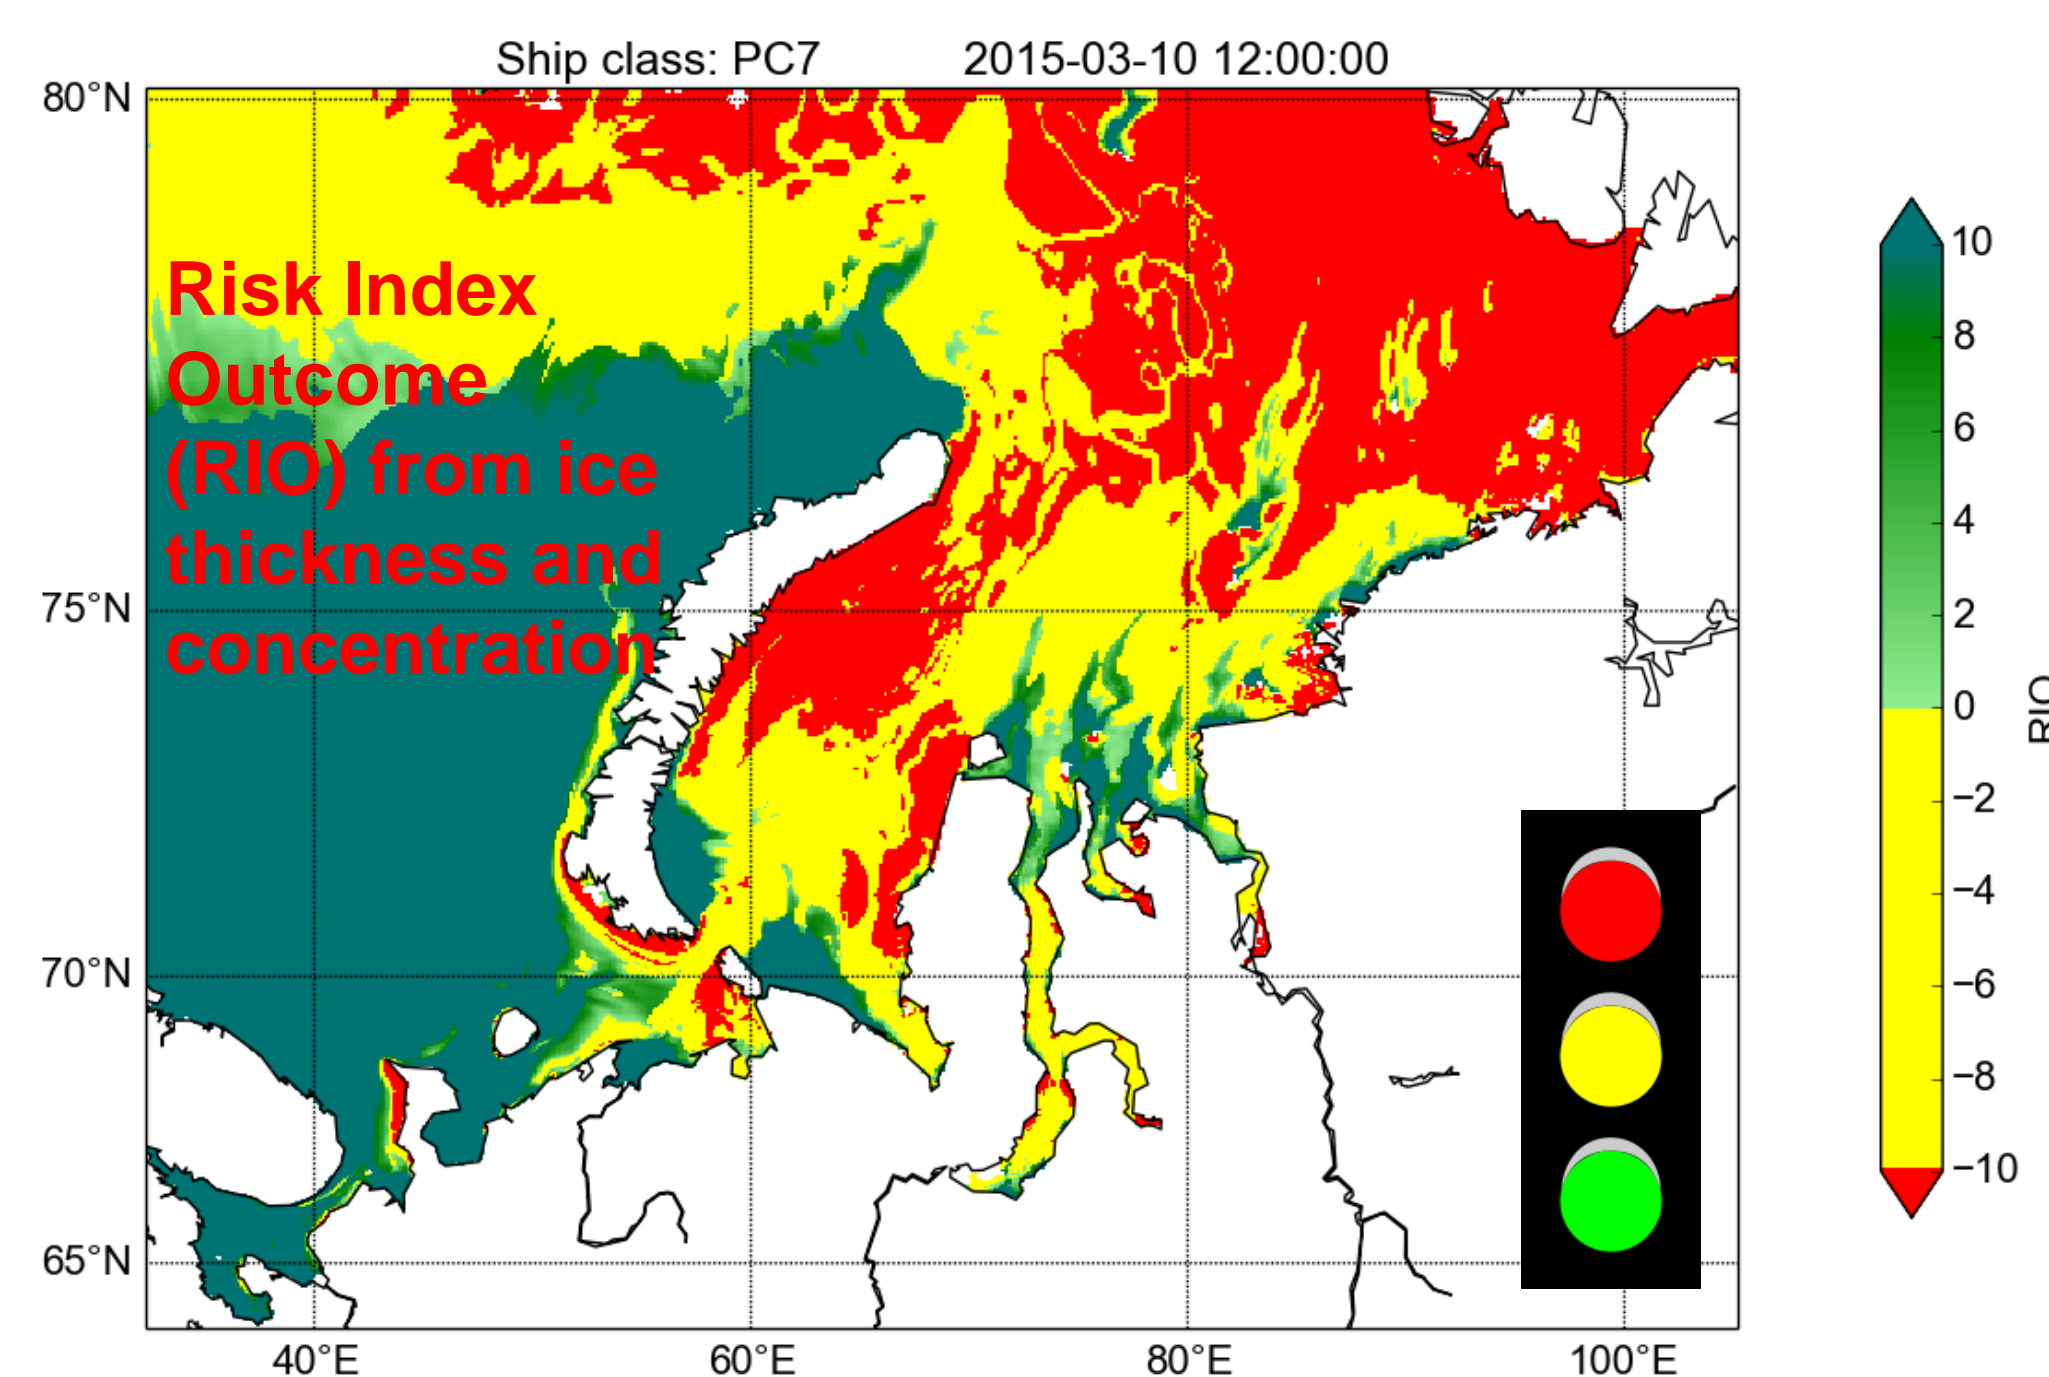 Ship class: PC7 2015-03-10 12:00:00
80°N
75°N
70°N
65°N
40°E 60°E 80°E 100°E
Risk Index
Outcome
(RIO) from ice
thickness and
concentration
10
8
6
4
2
0
−2
−4
−6
−8
−10
RIO